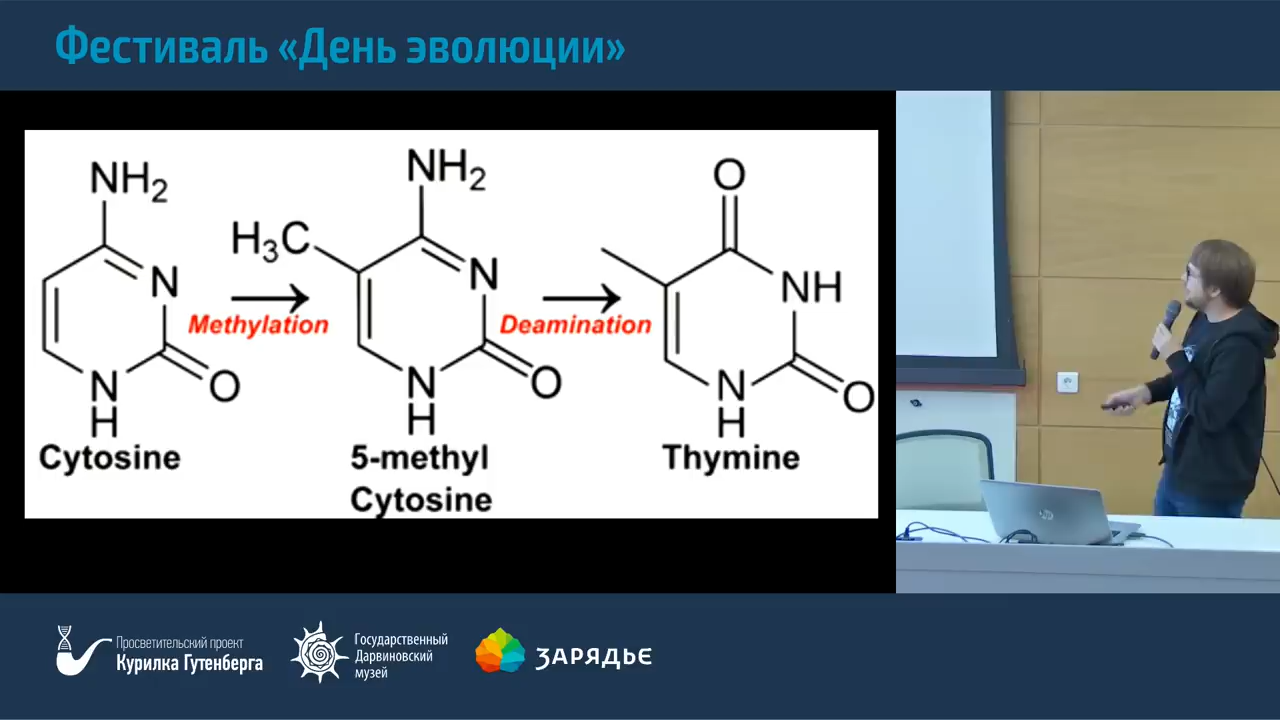 Фестиваль «День эволюции»
NH2
H3C
N
O
N
H
Cytosine
Methylation
NH2
N
O
N
H
5-methyl
Cytosine
Deamination
O
NH
O
N
H
Thymine
Просветительский проект
Курилка Гутенберга
Государственный
Дарвиновский
музей
ЗАРЯДЬЕ
hp